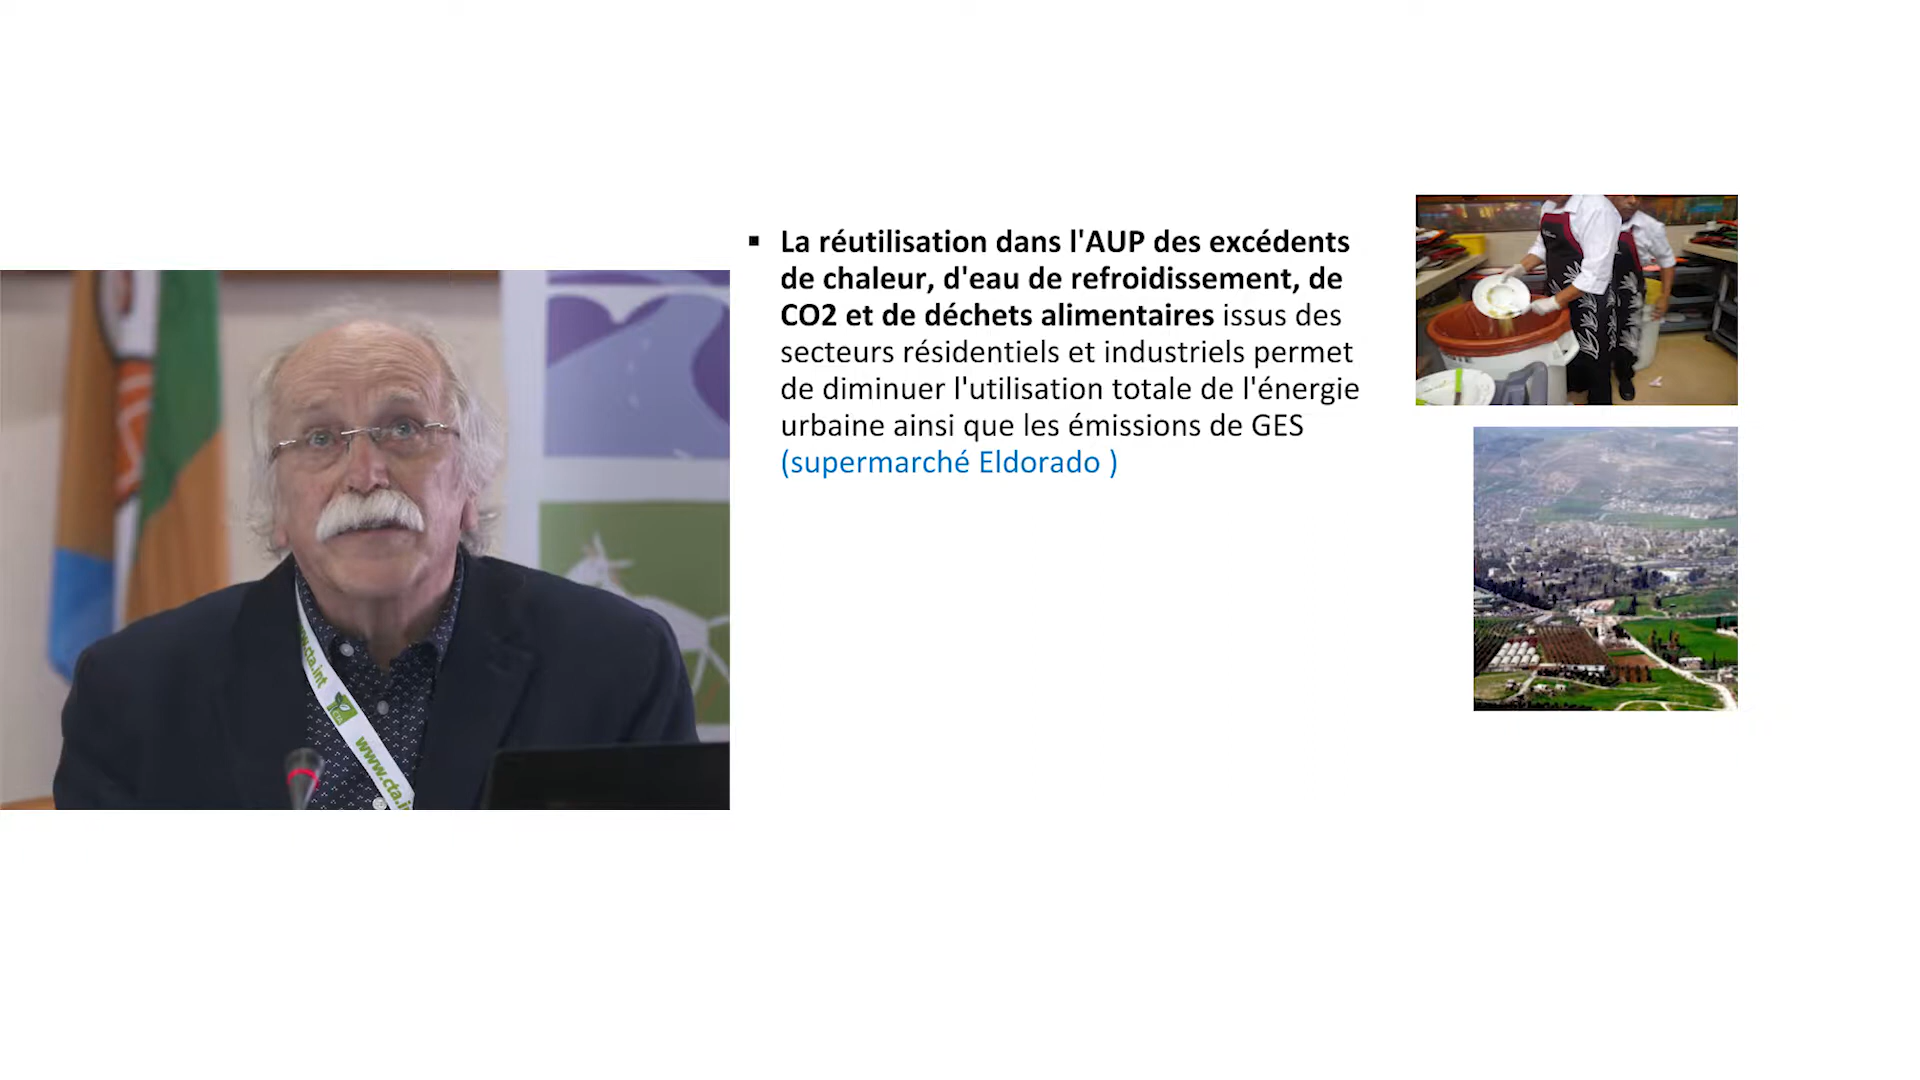 La réutilisation dans l'AUP des excédents
de chaleur, d'eau de refroidissement, de
CO2 et de déchets alimentaires issus des
secteurs résidentiels et industriels permet
de diminuer l'utilisation totale de l'énergie
urbaine ainsi que les émissions de GES
(supermarché Eldorado )
www.cta.int